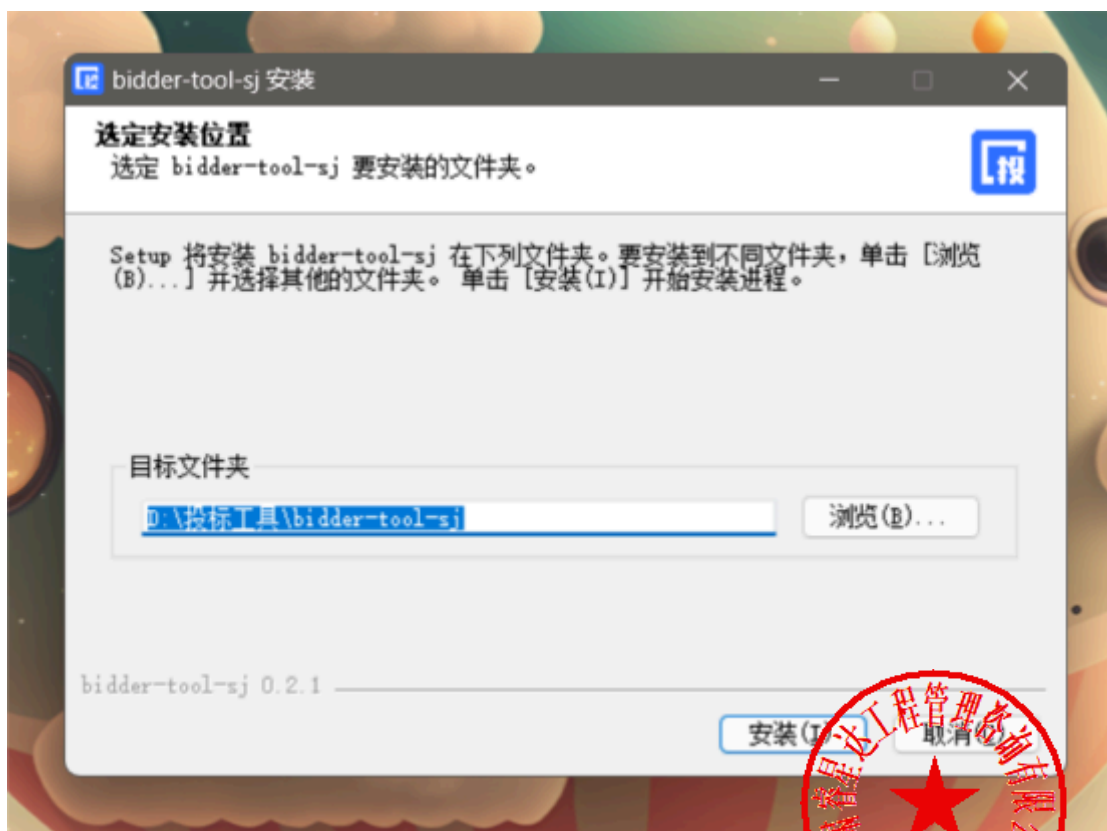 投
bidder-tool-sj 安装
选定安装位置
选定 bidder-tool-sj 要安装的文件夹。
投
Setup 将安装 bidder-tool-sj 在下列文件夹。要安装到不同文件夹，单击 [浏览
(B)...] 并选择其他的文件夹。 单击 [安装(I)] 开始安装进程。
目标文件夹
D:\投标工具\bidder-tool-sj
浏览(B)...
bidder-tool-sj 0.2.1
安装(I)
取消(C)
星达工程管理咨询有限